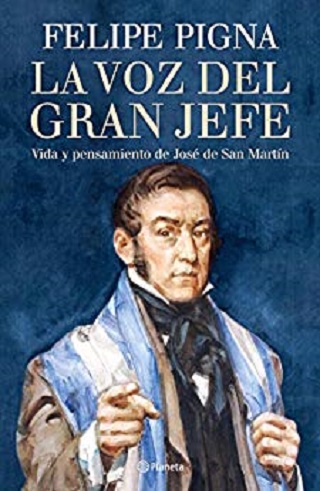 FELIPE PIGNA
LA VOZ DEL
GRAN JEFE
Vida y pensamiento de José de San Martín
Planeta